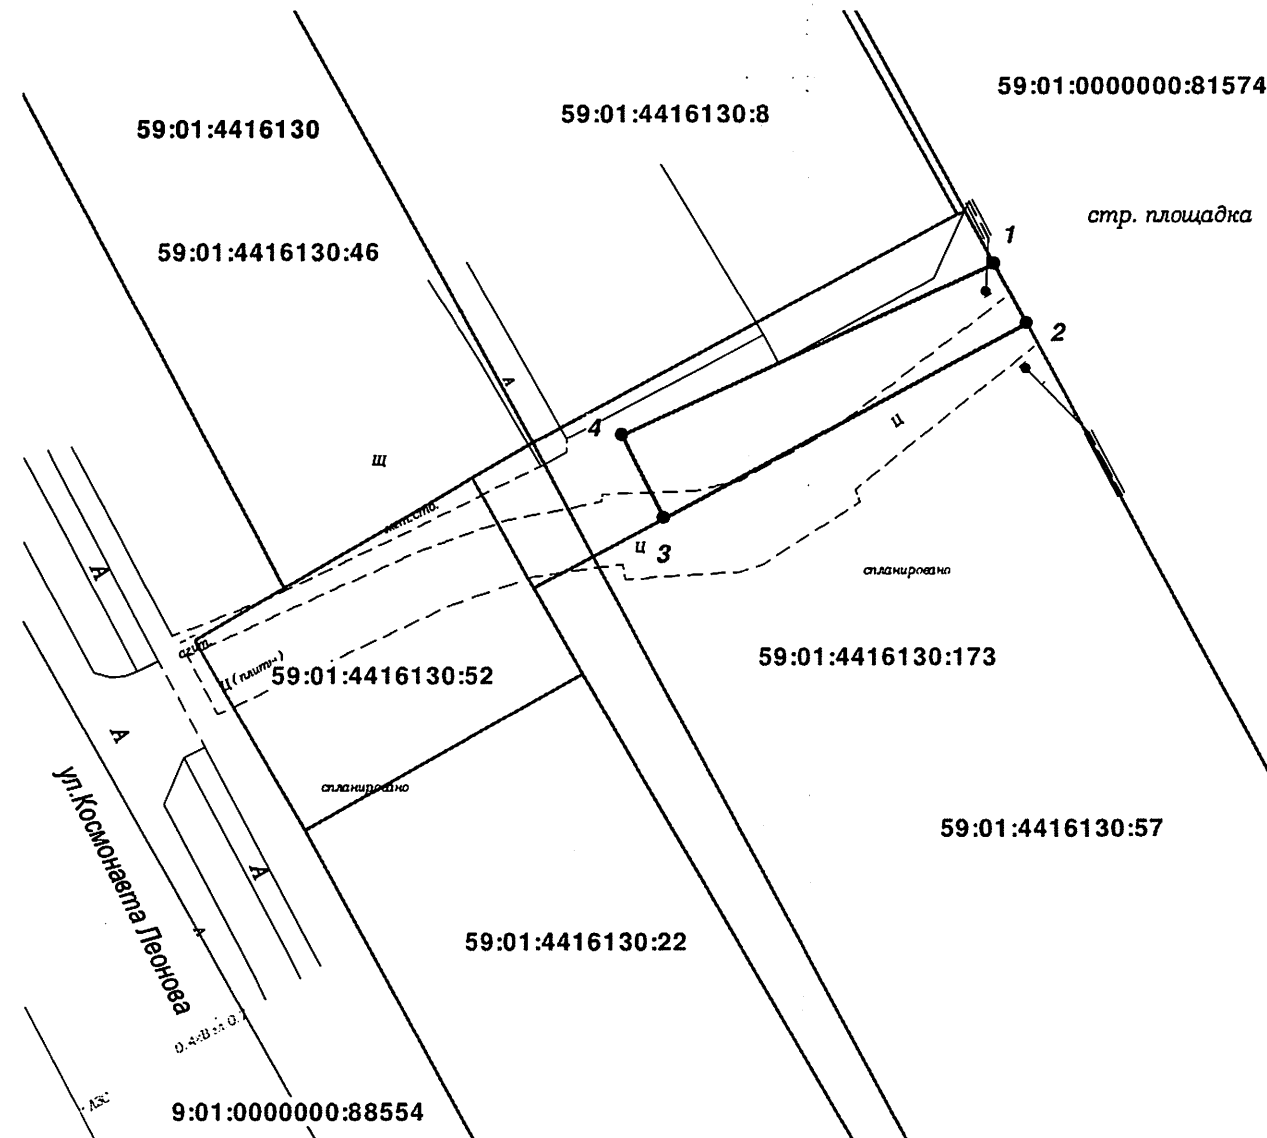 59:01:0000000:81574
59:01:4416130:8
59:01:4416130
стр. площадка
1
59:01:4416130:46
2
А
4
Ц
Щ
Ц
3
спланировано
А
59:01:4416130:173
Ц (плиты)
59:01:4416130:52
А
спланировано
ул.Космонавта Леонова
59:01:4416130:57
А
А
59:01:4416130:22
АЗС
9:01:0000000:88554